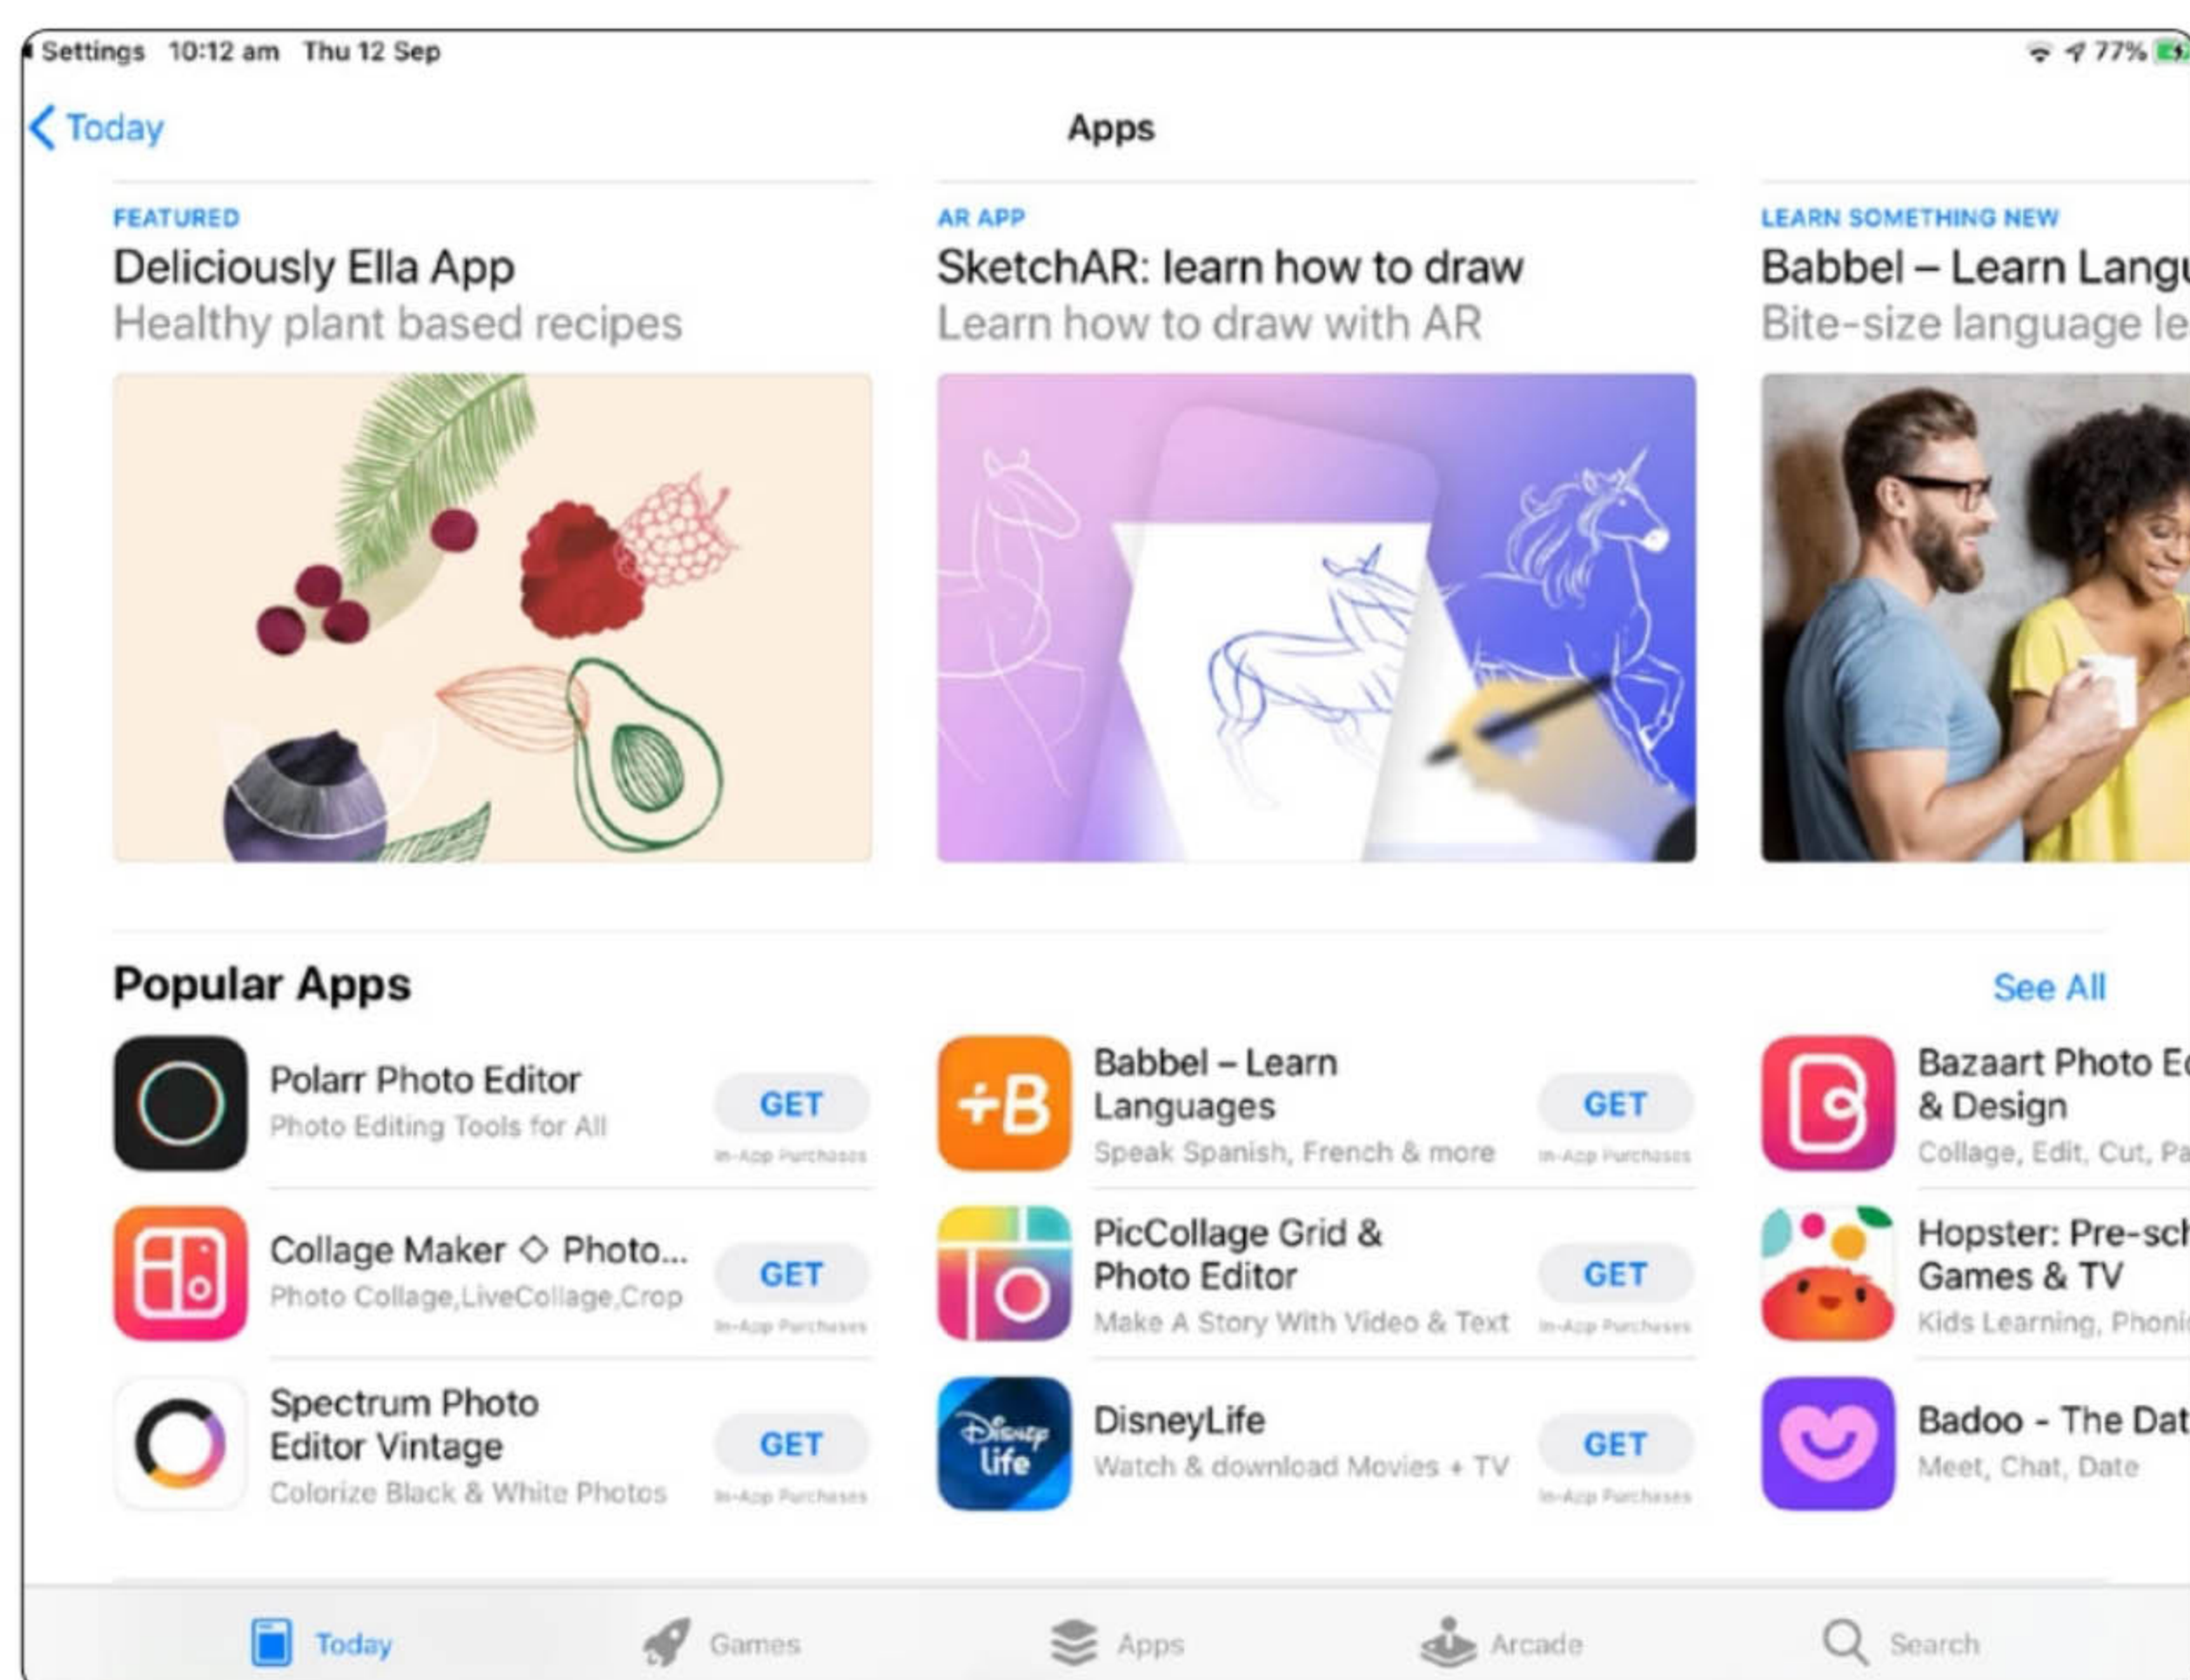 Settings 10:12 am Thu 12 Sep
77%
Today
Apps
FEATURED
Deliciously Ella App
Healthy plant based recipes
AR APP
SketchAR: learn how to draw
Learn how to draw with AR
LEARN SOMETHING NEW
Babbel – Learn Langu
Bite-size language le
Popular Apps
See All
Polarr Photo Editor
Photo Editing Tools for All
GET
In-App Purchases
+B
Babbel – Learn
Languages
Speak Spanish, French & more
GET
In-App Purchases
Bazaart Photo Ed
& Design
Collage, Edit, Cut, Pa
Collage Maker ◇ Photo...
Photo Collage,LiveCollage,Crop
GET
In-App Purchases
PicCollage Grid &
Photo Editor
Make A Story With Video & Text
GET
In-App Purchases
Hopster: Pre-sch
Games & TV
Kids Learning, Phonic
Spectrum Photo
Editor Vintage
Colorize Black & White Photos
GET
In-App Purchases
Disney
life
DisneyLife
Watch & download Movies + TV
GET
In-App Purchases
Badoo - The Dat
Meet, Chat, Date
Today
Games
Apps
Arcade
Search